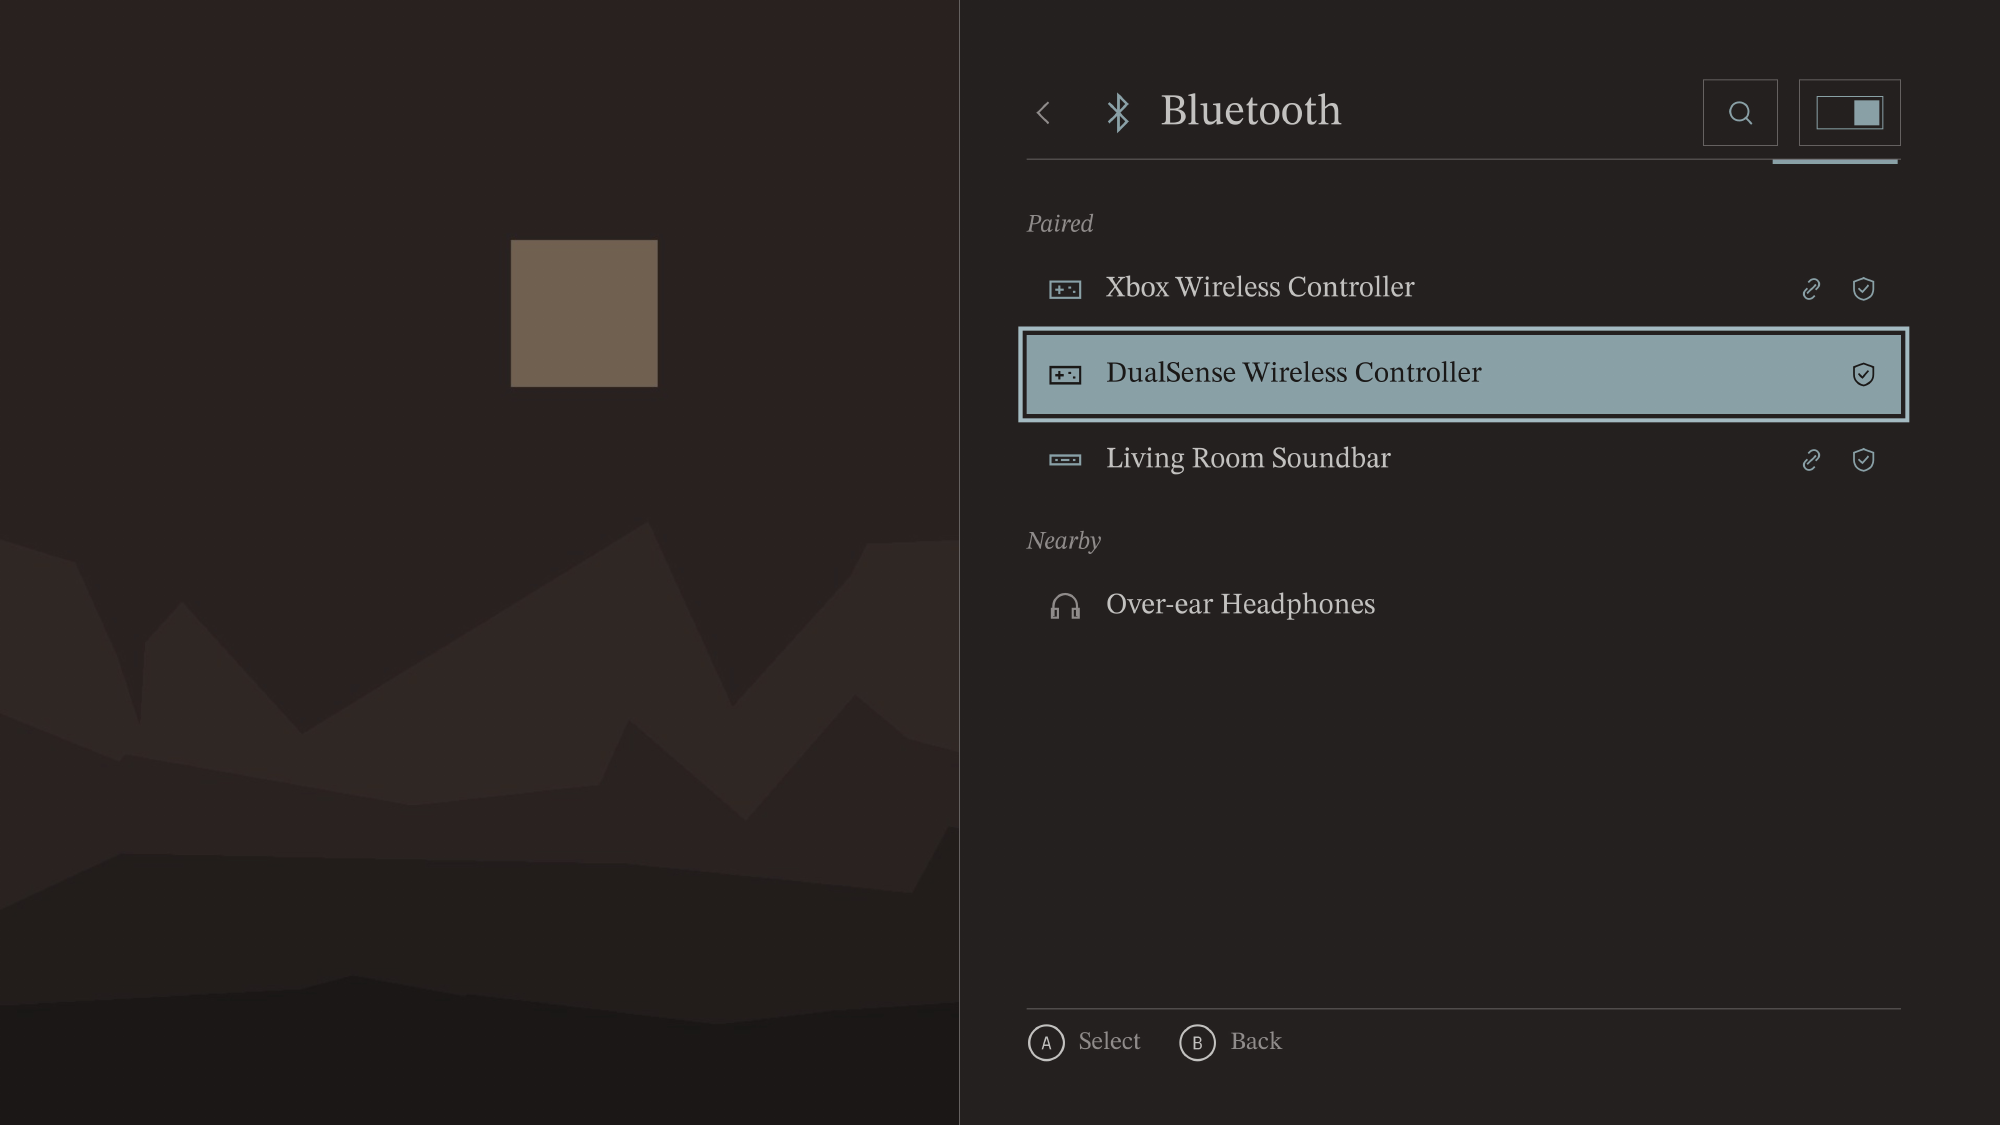 Bluetooth
Paired
Xbox Wireless Controller
DualSense Wireless Controller
Living Room Soundbar
Nearby
Over-ear Headphones
A Select B Back